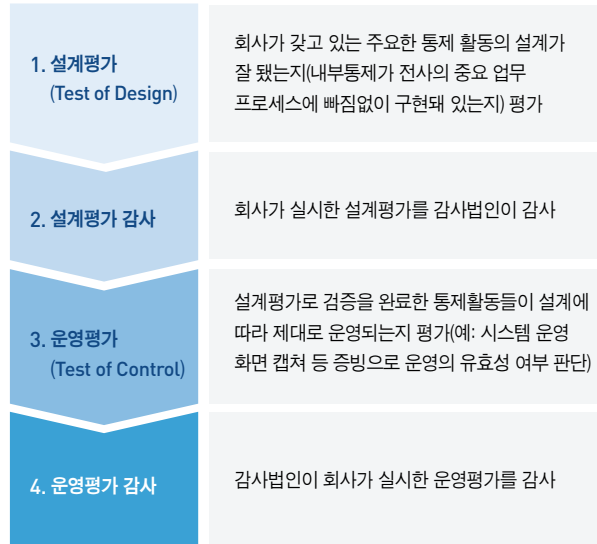 1. 설계평가
(Test of Design)
회사가 갖고 있는 주요한 통제 활동의 설계가
잘 됐는지(내부통제가 전사의 중요 업무
프로세스에 빠짐없이 구현돼 있는지) 평가
2. 설계평가 감사
회사가 실시한 설계평가를 감사법인이 감사
3. 운영평가
(Test of Control)
설계평가로 검증을 완료한 통제활동들이 설계에
따라 제대로 운영되는지 평가(예: 시스템 운영
화면 캡쳐 등 증빙으로 운영의 유효성 여부 판단)
4. 운영평가 감사
감사법인이 회사가 실시한 운영평가를 감사